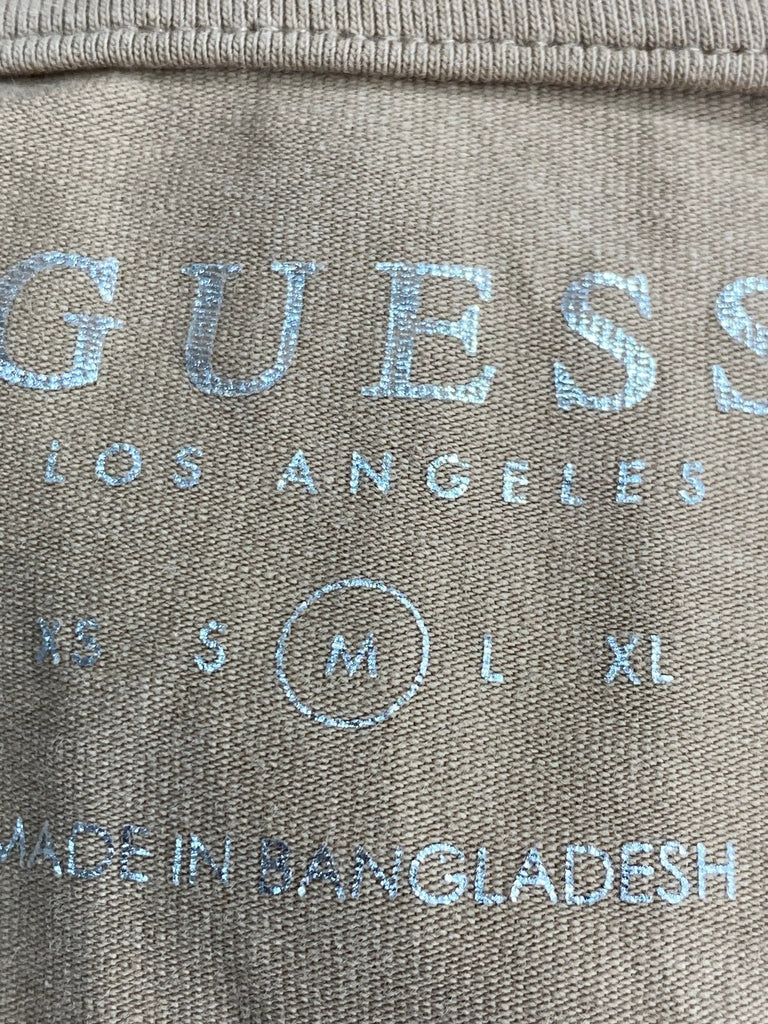 GUESS
LOS ANGELES
XS S M L XL
MADE IN BANGLADESH